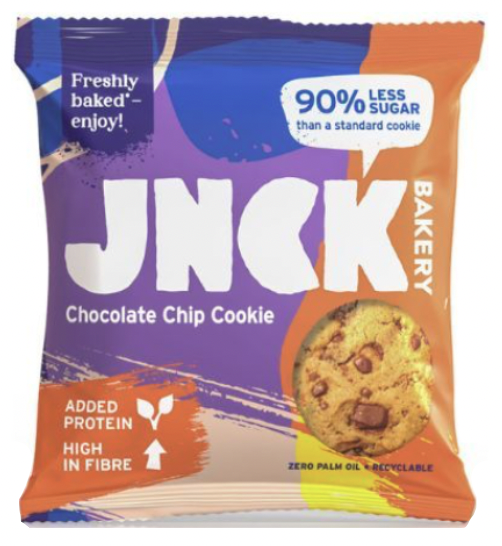 Freshly
baked*–
enjoy!
90% LESS
SUGAR
than a standard cookie
JNCK
BAKERY
Chocolate Chip Cookie
ADDED
PROTEIN
HIGH
IN FIBRE
ZERO PALM OIL • RECYCLABLE